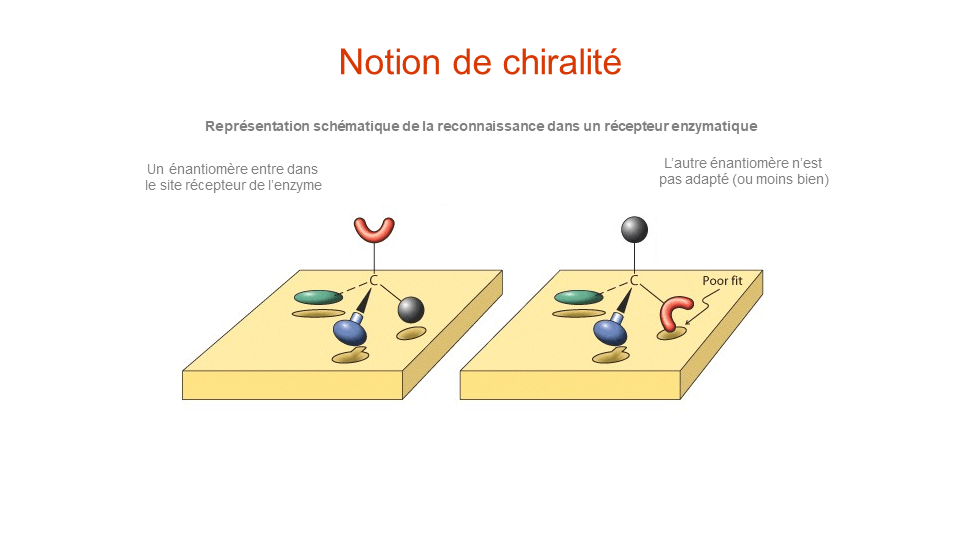 Notion de chiralité
Représentation schématique de la reconnaissance dans un récepteur enzymatique
Un énantiomère entre dans
le site récepteur de l'enzyme
L'autre énantiomère n'est
pas adapté (ou moins bien)
C
C
Poor fit